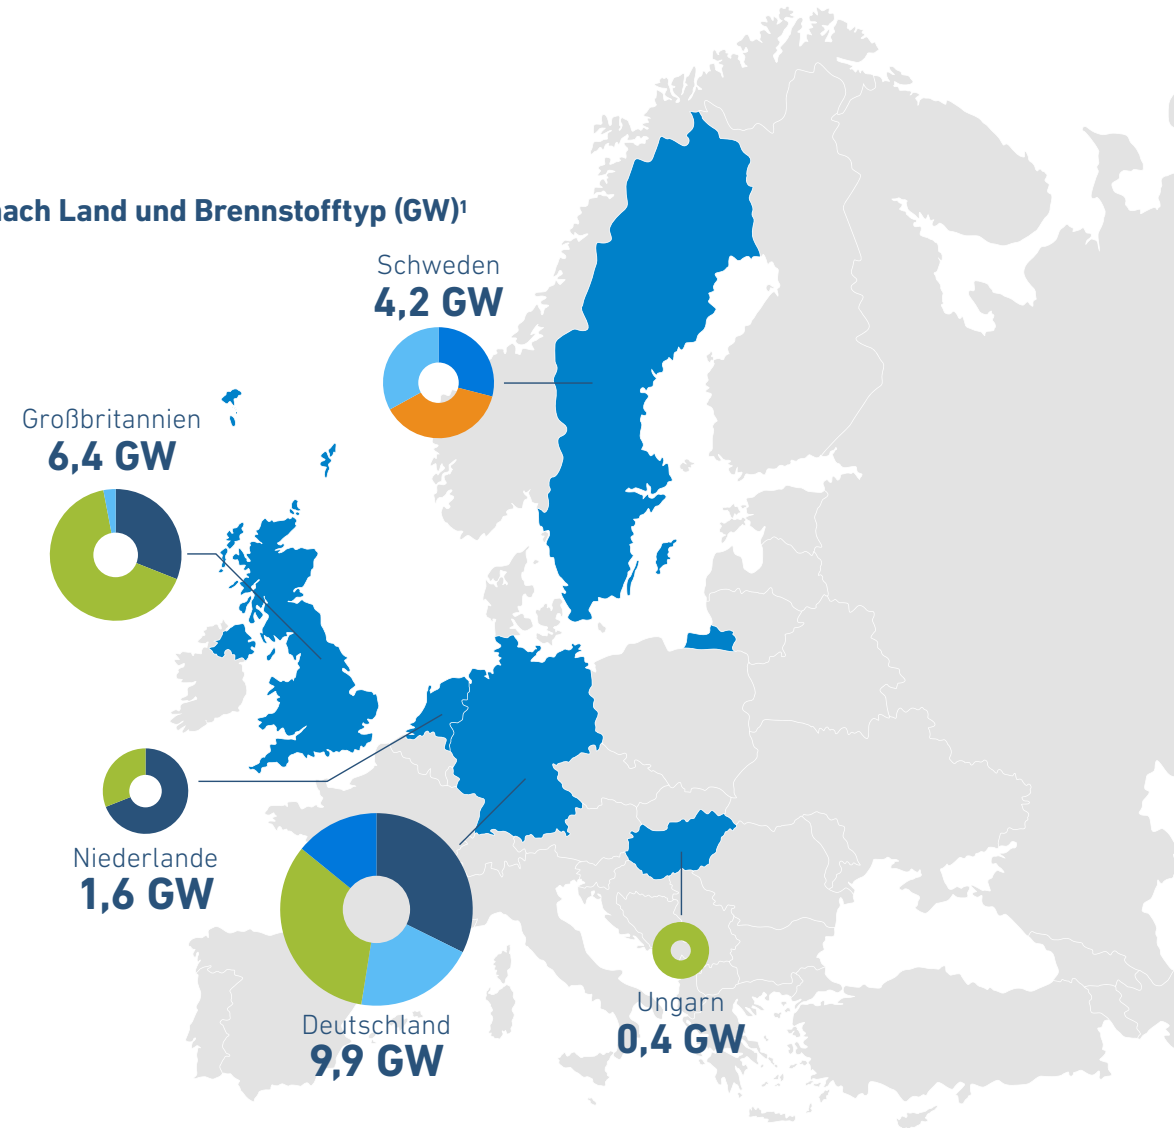 nach Land und Brennstofftyp (GW)¹
Schweden
4,2 GW
Großbritannien
6,4 GW
Niederlande
1,6 GW
Deutschland
9,9 GW
Ungarn
0,4 GW